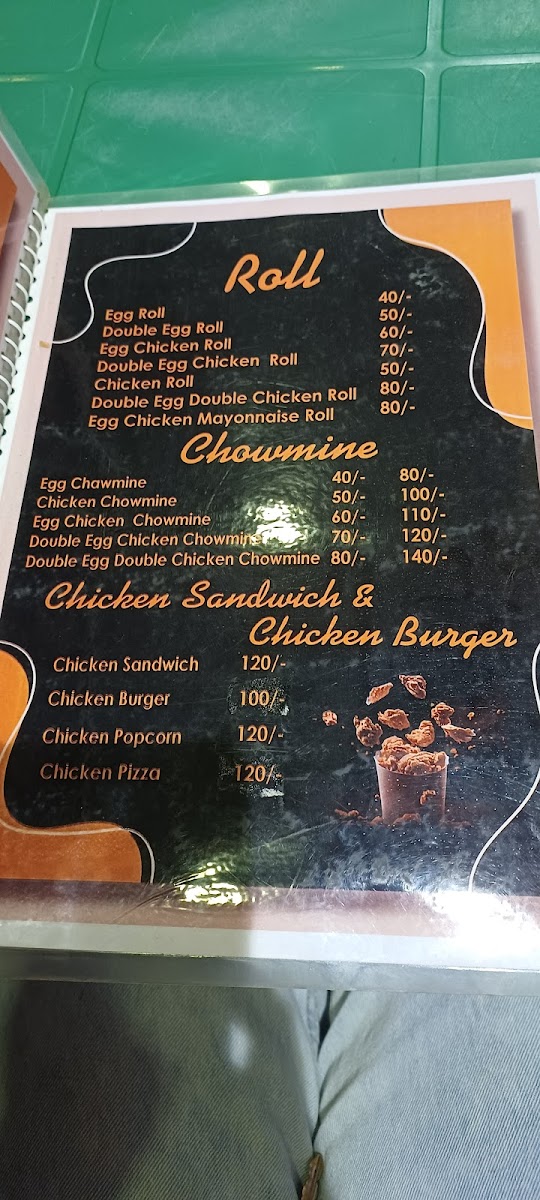 Roll
Egg Roll 40/-
Double Egg Roll 50/-
Egg Chicken Roll 60/-
Double Egg Chicken Roll 70/-
Chicken Roll 50/-
Double Egg Double Chicken Roll 80/-
Egg Chicken Mayonnaise Roll 80/-
Chowmine
Egg Chawmine 40/- 80/-
Chicken Chowmine 50/- 100/-
Egg Chicken Chowmine 60/- 110/-
Double Egg Chicken Chowmine 70/- 120/-
Double Egg Double Chicken Chowmine 80/- 140/-
Chicken Sandwich &
Chicken Burger
Chicken Sandwich 120/-
Chicken Burger 100/-
Chicken Popcorn 120/-
Chicken Pizza 120/-